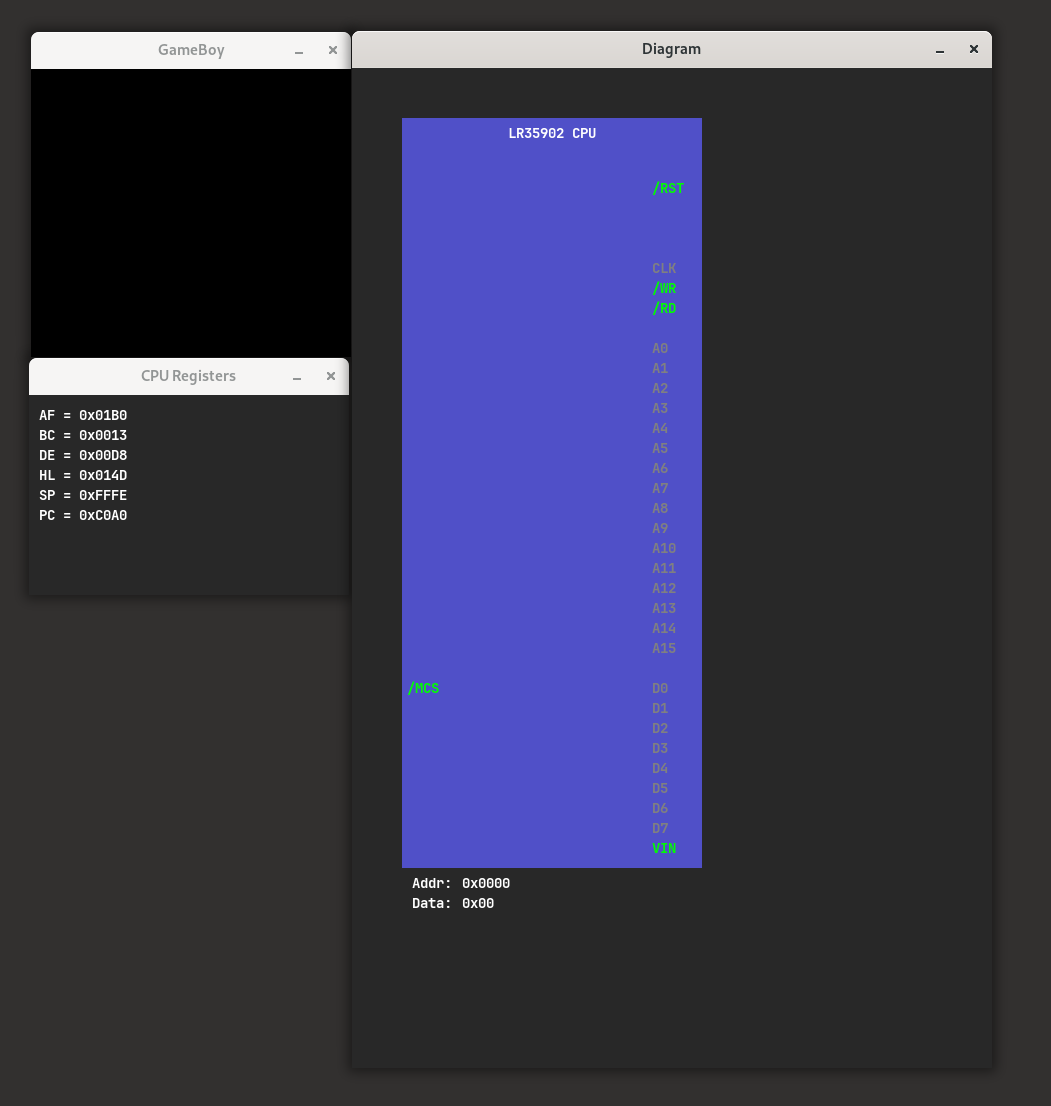 GameBoy
CPU Registers
AF = 0x01B0
BC = 0x0013
DE = 0x00D8
HL = 0x014D
SP = 0xFFFE
PC = 0xC0A0
Diagram
LR35902 CPU
/RST
CLK
/WR
/RD
A0
A1
A2
A3
A4
A5
A6
A7
A8
A9
A10
A11
A12
A13
A14
A15
/MCS D0
D1
D2
D3
D4
D5
D6
D7
VIN
Addr: 0x0000
Data: 0x00